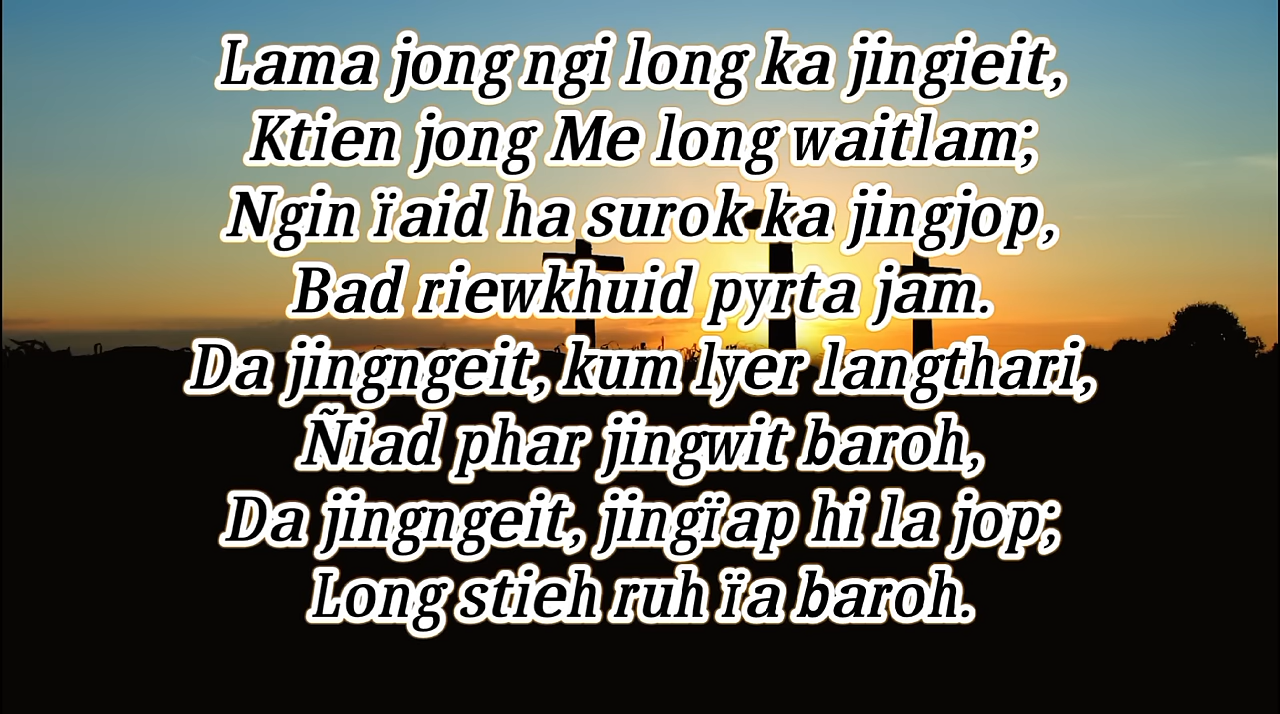 Lama jong ngi long ka jingieit,
Ktien jong Me long waitlam;
Ngin ïaid ha surok ka jingjop,
Bad riewkhuid pyrta jam.
Da jingngeit, kum lyer langthari,
Ñiad phar jingwit baroh,
Da jingngeit, jingïap hi la jop;
Long stieh ruh ïa baroh.